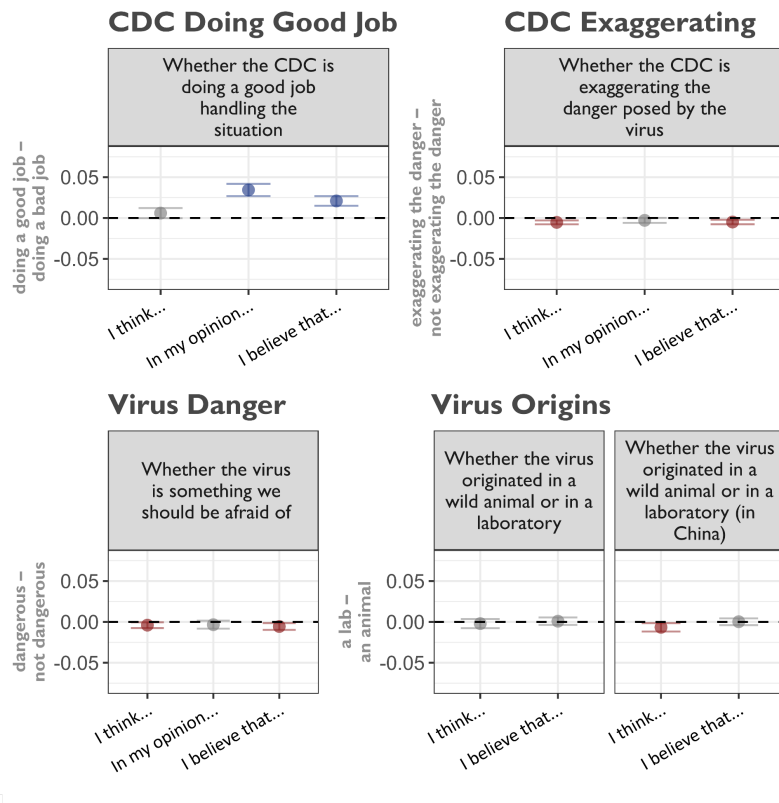 CDC Doing Good Job
Whether the CDC is
doing a good job
handling the
situation
doing a good job –
doing a bad job
0.05
0.00
-0.05
I think...
In my opinion...
I believe that...
CDC Exaggerating
Whether the CDC is
exaggerating the
danger posed by the
virus
exaggerating the danger –
not exaggerating the danger
0.05
0.00
-0.05
I think...
In my opinion...
I believe that...
Virus Danger
Whether the virus
is something we
should be afraid of
dangerous –
not dangerous
0.05
0.00
-0.05
I think...
In my opinion...
I believe that...
Virus Origins
Whether the virus
originated in a
wild animal or in a
laboratory
Whether the virus
originated in a
wild animal or in a
laboratory (in
China)
a lab –
an animal
0.05
0.00
-0.05
I think...
I believe that...
I think...
I believe that...